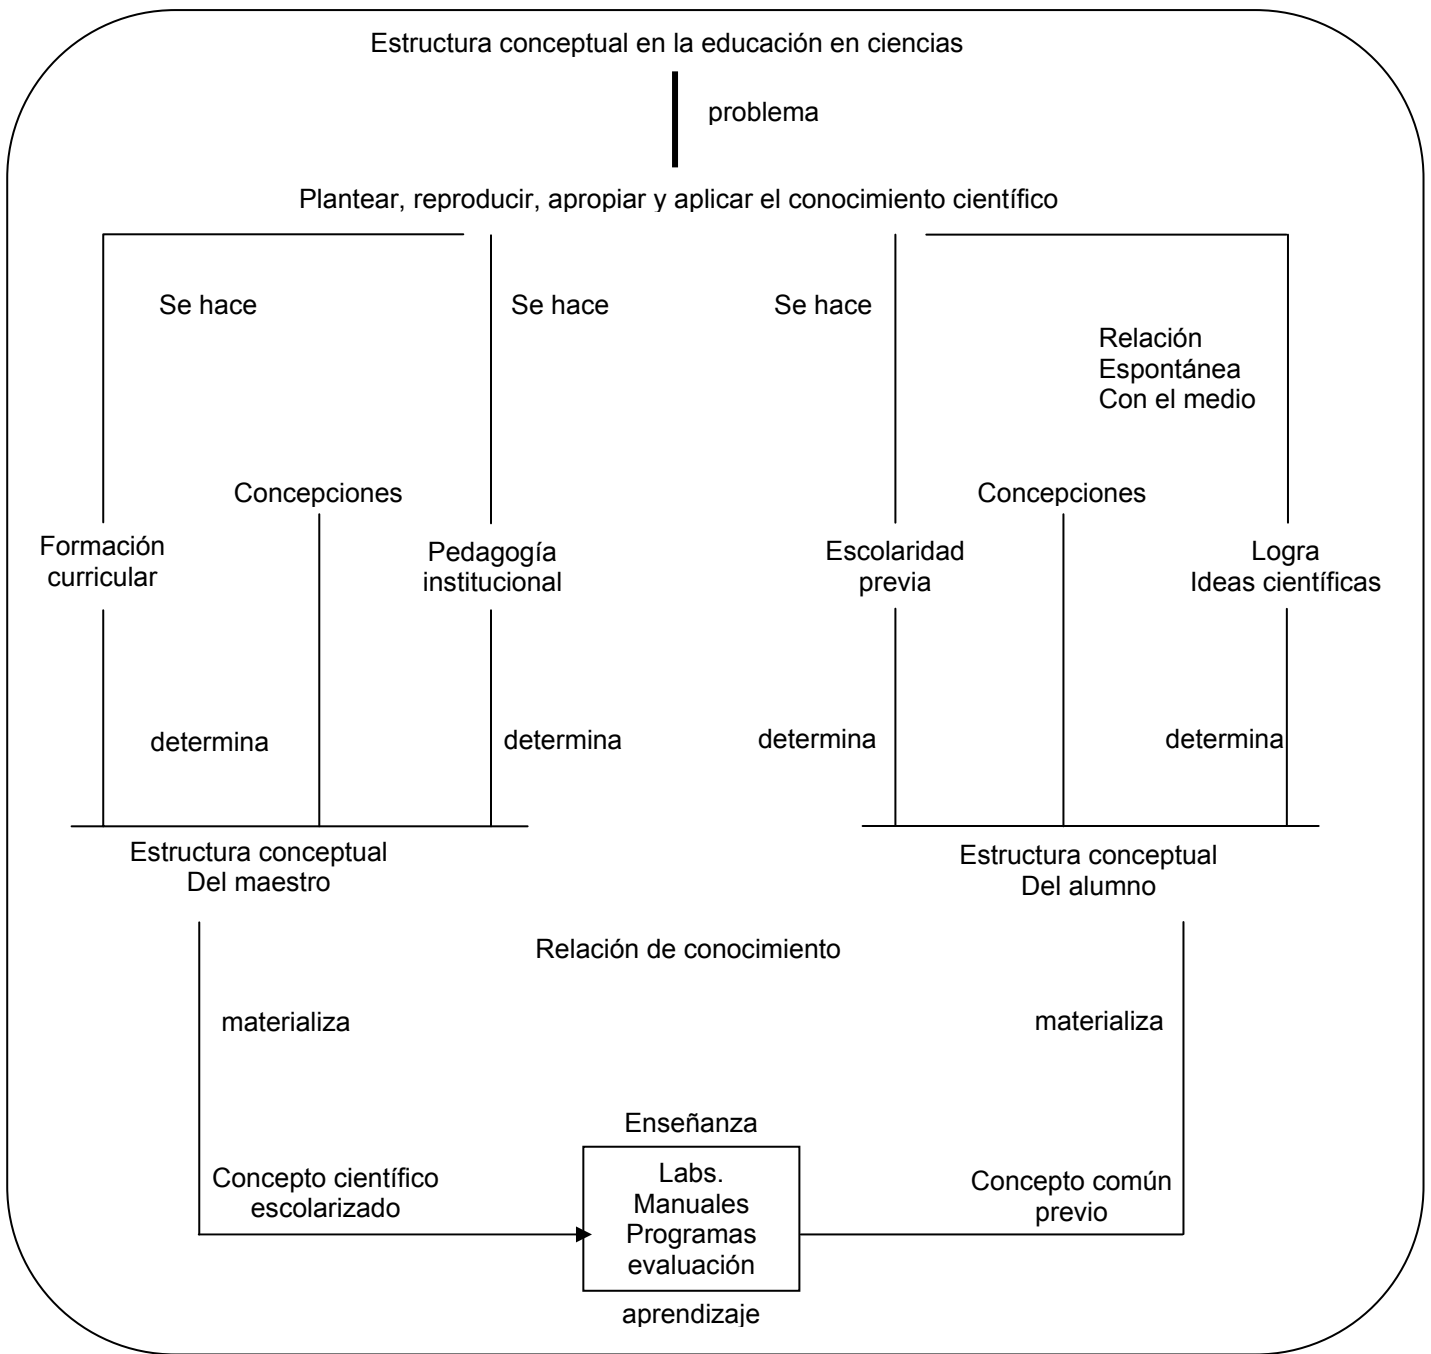 Estructura conceptual en la educación en ciencias
problema
Plantear, reproducir, apropiar y aplicar el conocimiento científico
Se hace
Se hace
Se hace
Relación
Espontánea
Con el medio
Concepciones
Concepciones
Formación
curricular
Pedagogía
institucional
Escolaridad
previa
Logra
Ideas científicas
determina
determina
determina
determina
Estructura conceptual
Del maestro
Estructura conceptual
Del alumno
Relación de conocimiento
materializa
materializa
Enseñanza
Concepto científico
escolarizado
Labs.
Manuales
Programas
evaluación
Concepto común
previo
aprendizaje